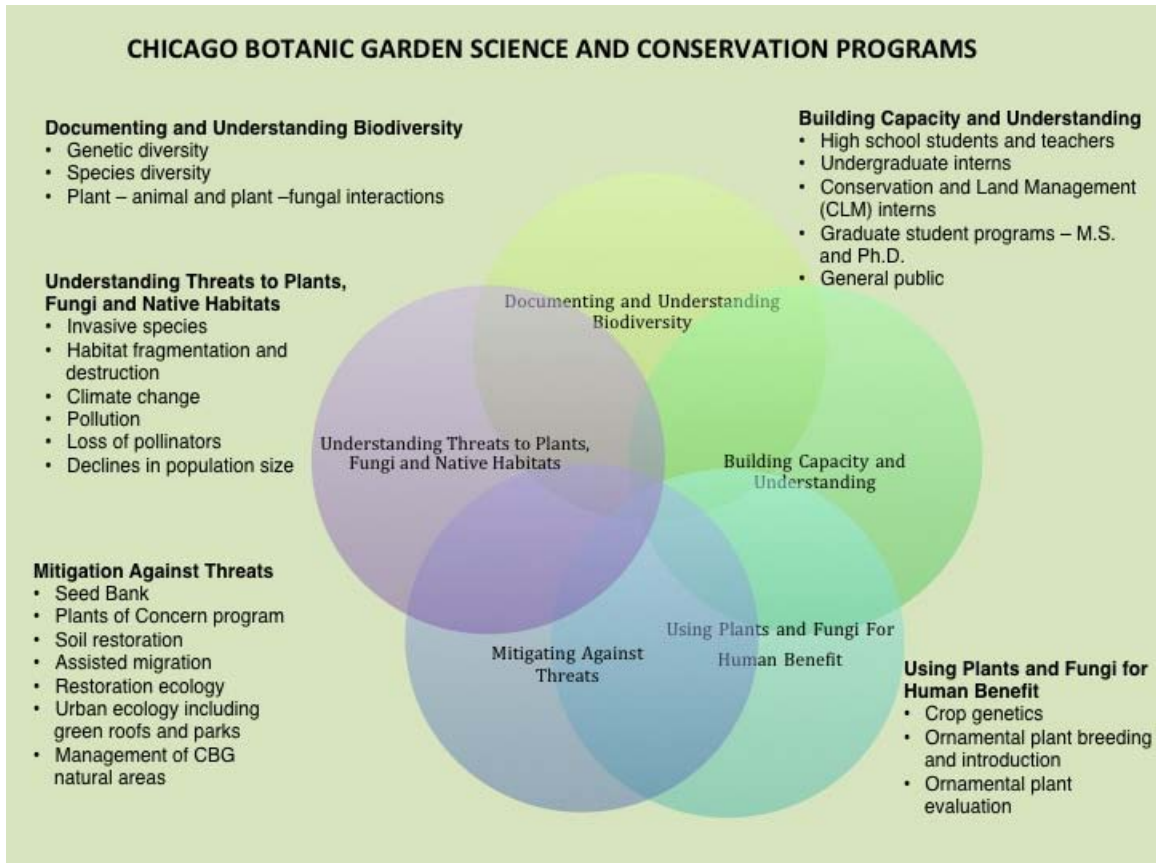 CHICAGO BOTANIC GARDEN SCIENCE AND CONSERVATION PROGRAMS
Documenting and Understanding Biodiversity
• Genetic diversity
• Species diversity
• Plant – animal and plant –fungal interactions
Building Capacity and Understanding
• High school students and teachers
• Undergraduate interns
• Conservation and Land Management
(CLM) interns
• Graduate student programs – M.S.
and Ph.D.
• General public
Understanding Threats to Plants,
Fungi and Native Habitats
• Invasive species
• Habitat fragmentation and
destruction
• Climate change
• Pollution
• Loss of pollinators
• Declines in population size
Documenting and Understanding
Biodiversity
Understanding Threats to Plants,
Fungi and Native Habitats
Building Capacity and
Understanding
Mitigating Against
Threats
Using Plants and Fungi For
Human Benefit
Mitigation Against Threats
• Seed Bank
• Plants of Concern program
• Soil restoration
• Assisted migration
• Restoration ecology
• Urban ecology including
green roofs and parks
• Management of CBG
natural areas
Using Plants and Fungi for
Human Benefit
• Crop genetics
• Ornamental plant breeding
and introduction
• Ornamental plant
evaluation